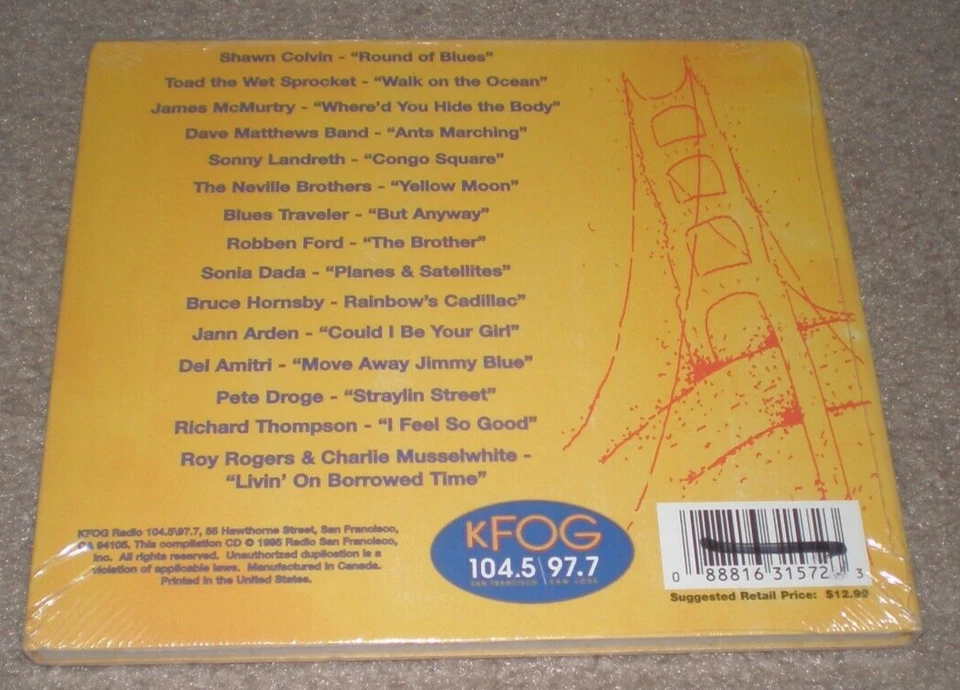 Shawn Colvin - “Round of Blues”
Toad the Wet Sprocket - “Walk on the Ocean”
James McMurtry - “Where’d You Hide the Body”
Dave Matthews Band - “Ants Marching”
Sonny Landreth - “Congo Square”
The Neville Brothers - “Yellow Moon”
Blues Traveler - “But Anyway”
Robben Ford - “The Brother”
Sonia Dada - “Planes & Satellites”
Bruce Hornsby - Rainbow’s Cadillac”
Jann Arden - “Could I Be Your Girl”
Del Amitri - “Move Away Jimmy Blue”
Pete Droge - “Straylin Street”
Richard Thompson - “I Feel So Good”
Roy Rogers & Charlie Musselwhite -
“Livin’ On Borrowed Time”
KFOG Radio 104.5\97.7, 55 Hawthorne Street, San Francisco,
CA 94105. This compilation CD © 1995 Radio San Francisco,
Inc. All rights reserved. Unauthorized duplication is a
violation of applicable laws. Manufactured in Canada.
Printed in the United States.
KFOG
104.5\97.7
SAN FRANCISCO \ SAN JOSE
0 88816 31572 3
Suggested Retail Price: $12.99